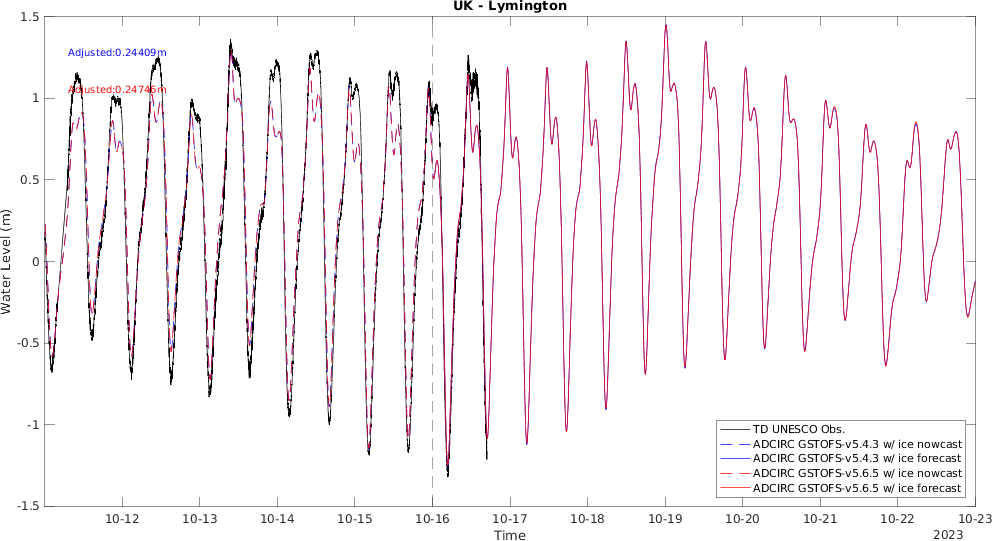 UK - Lymington
1.5
1
0.5
0
-0.5
-1
-1.5
Water Level (m)
Adjusted:0.24409m
Adjusted:0.24746m
TD UNESCO Obs.
ADCIRC GSTOFS-v5.4.3 w/ ice nowcast
ADCIRC GSTOFS-v5.4.3 w/ ice forecast
ADCIRC GSTOFS-v5.6.5 w/ ice nowcast
ADCIRC GSTOFS-v5.6.5 w/ ice forecast
10-12 10-13 10-14 10-15 10-16 10-17 10-18 10-19 10-20 10-21 10-22 10-23
Time
2023